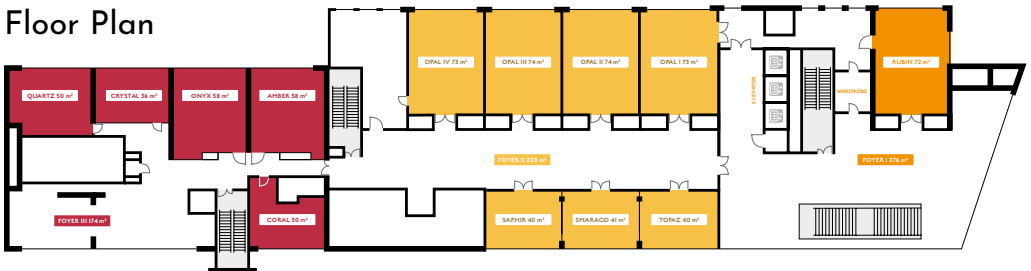 Floor Plan
OPAL IV 75 m²
OPAL III 74 m²
OPAL II 74 m²
OPAL I 75 m²
RUBIN 72 m²
QUARTZ 50 m²
CRYSTAL 36 m²
ONYX 58 m²
AMBER 58 m²
ELEVATOR
WARDROBE
FOYER II 220 m²
FOYER I 276 m²
FOYER III 174 m²
CORAL 30 m²
SAPHIR 40 m²
SMARAGD 41 m²
TOPAZ 40 m²